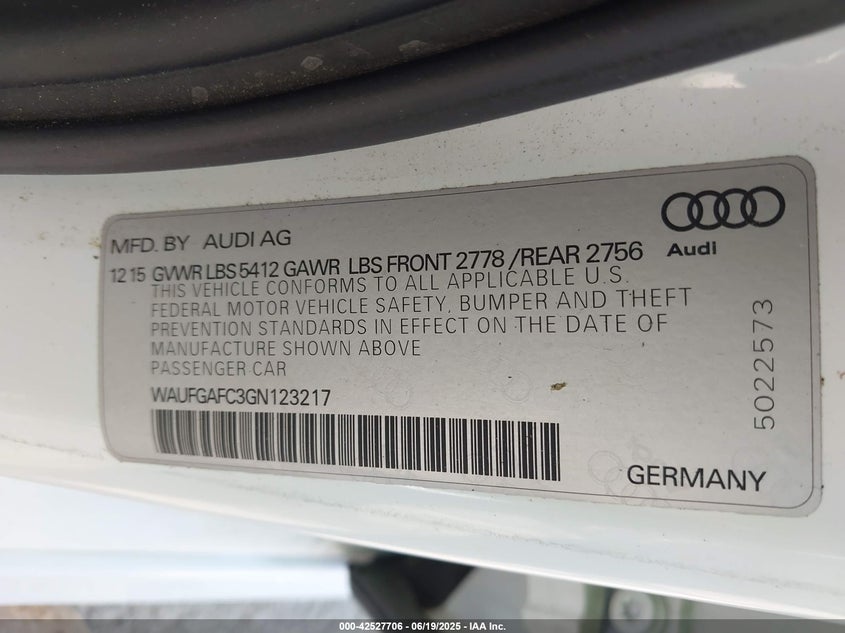 MFD. BY AUDI AG
Audi
12 15 GVWR LBS 5412 GAWR LBS FRONT 2778 /REAR 2756
THIS VEHICLE CONFORMS TO ALL APPLICABLE U.S.
FEDERAL MOTOR VEHICLE SAFETY, BUMPER AND THEFT
PREVENTION STANDARDS IN EFFECT ON THE DATE OF
MANUFACTURE SHOWN ABOVE
PASSENGER CAR
WAUFGAFC3GN123217
5022573
GERMANY
000-42527706 - 06/19/2025 - IAA Inc.